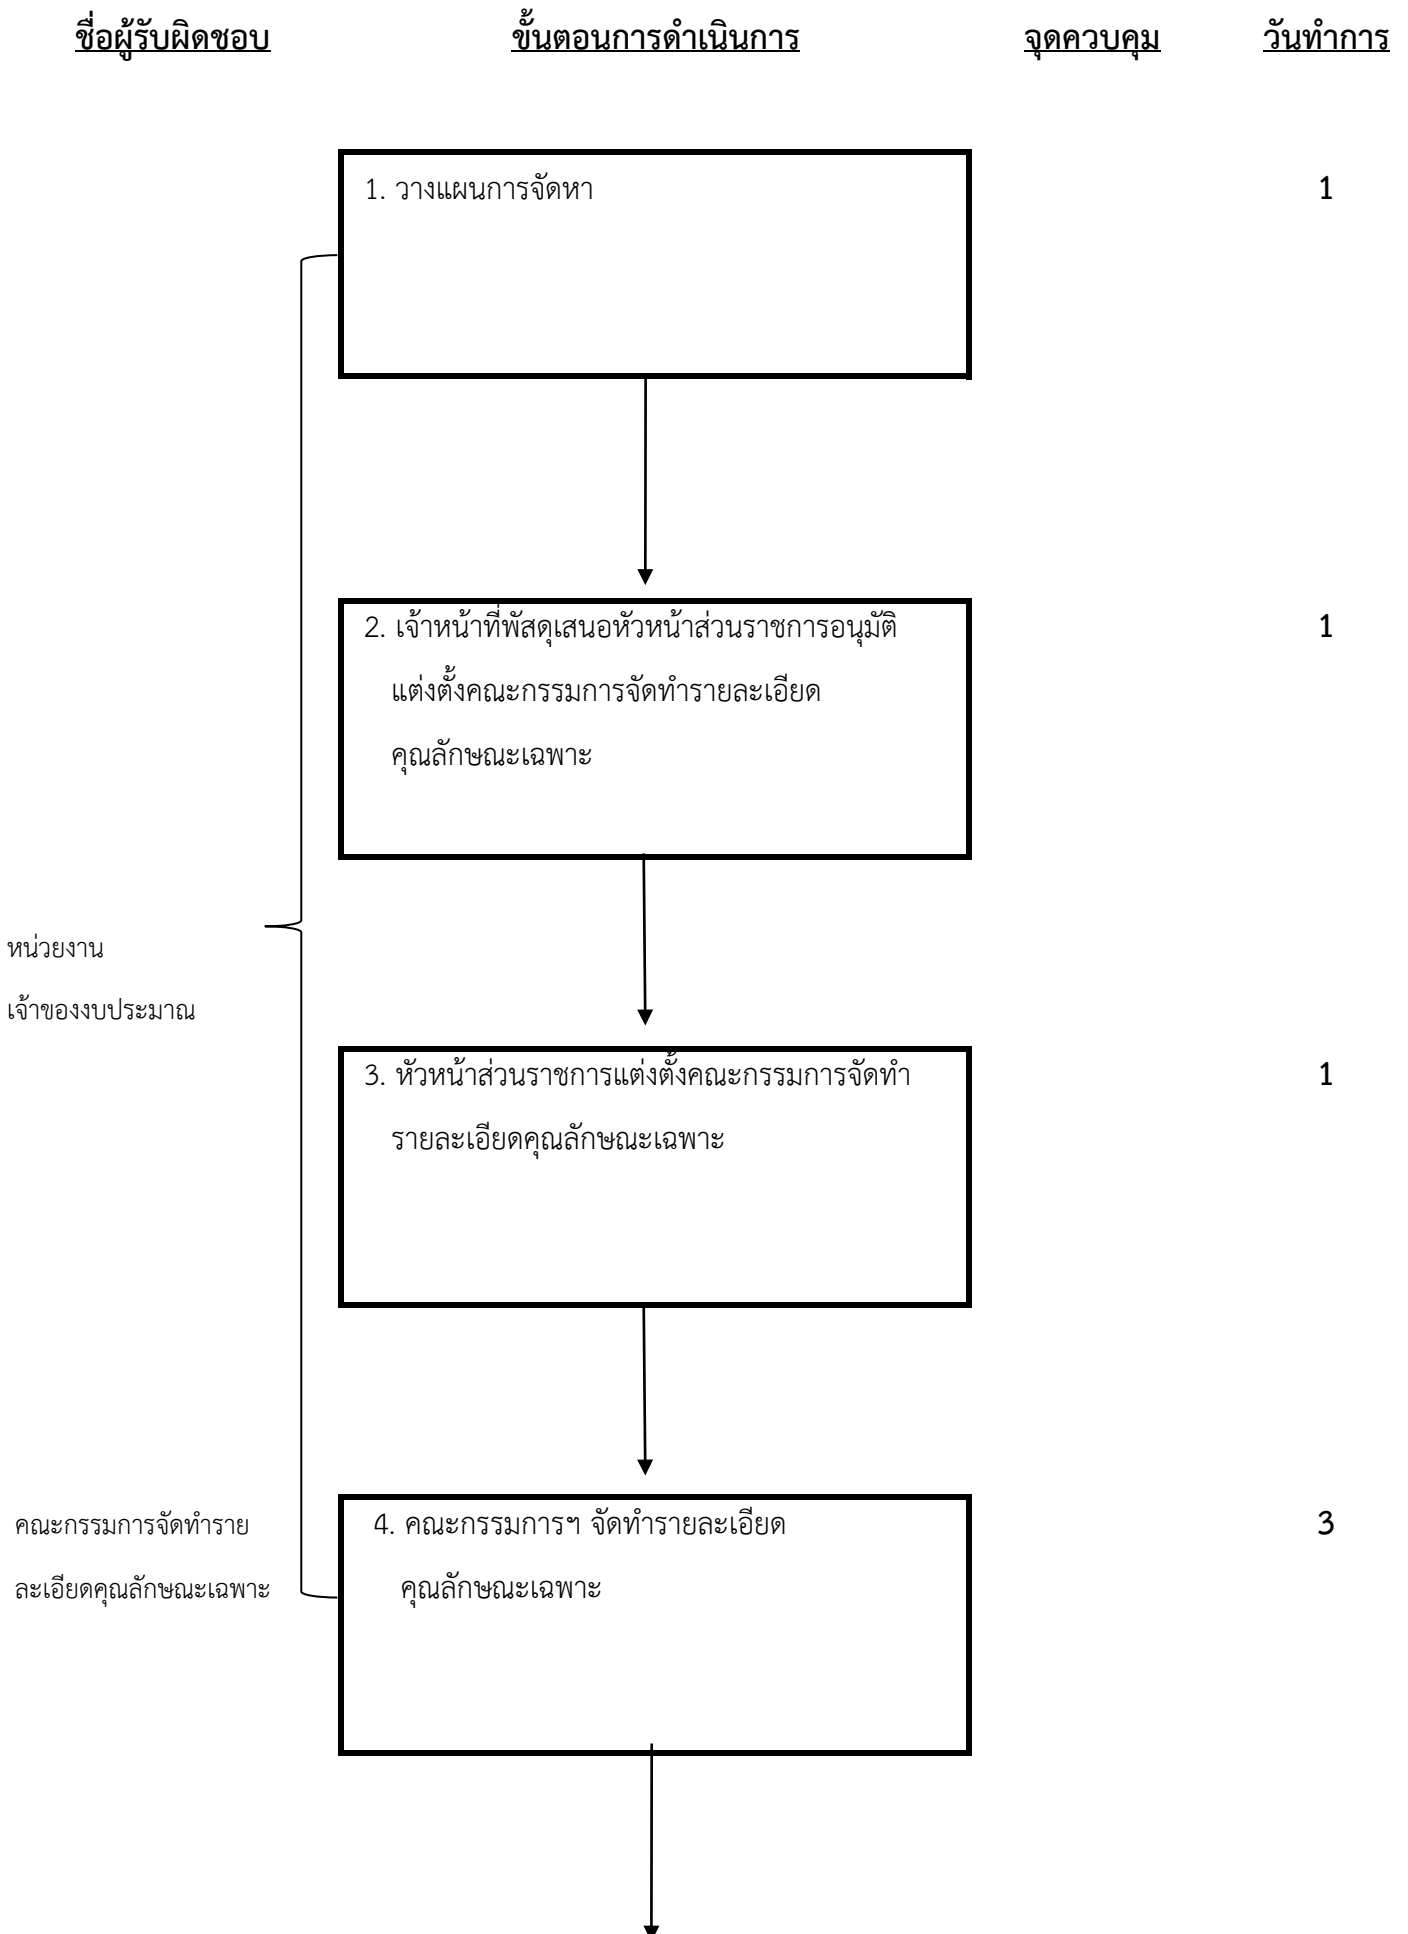 ชื่อผู้รับผิดชอบ ขั้นตอนการดำเนินการ จุดควบคุม วันทำการ
1. วางแผนการจัดหา 1
2. เจ้าหน้าที่พัสดุเสนอหัวหน้าส่วนราชการอนุมัติ 1
แต่งตั้งคณะกรรมการจัดทำรายละเอียด
คุณลักษณะเฉพาะ
หน่วยงาน
เจ้าของงบประมาณ
3. หัวหน้าส่วนราชการแต่งตั้งคณะกรรมการจัดทำ 1
รายละเอียดคุณลักษณะเฉพาะ
คณะกรรมการจัดทำราย 4. คณะกรรมการฯ จัดทำรายละเอียด 3
ละเอียดคุณลักษณะเฉพาะ คุณลักษณะเฉพาะ